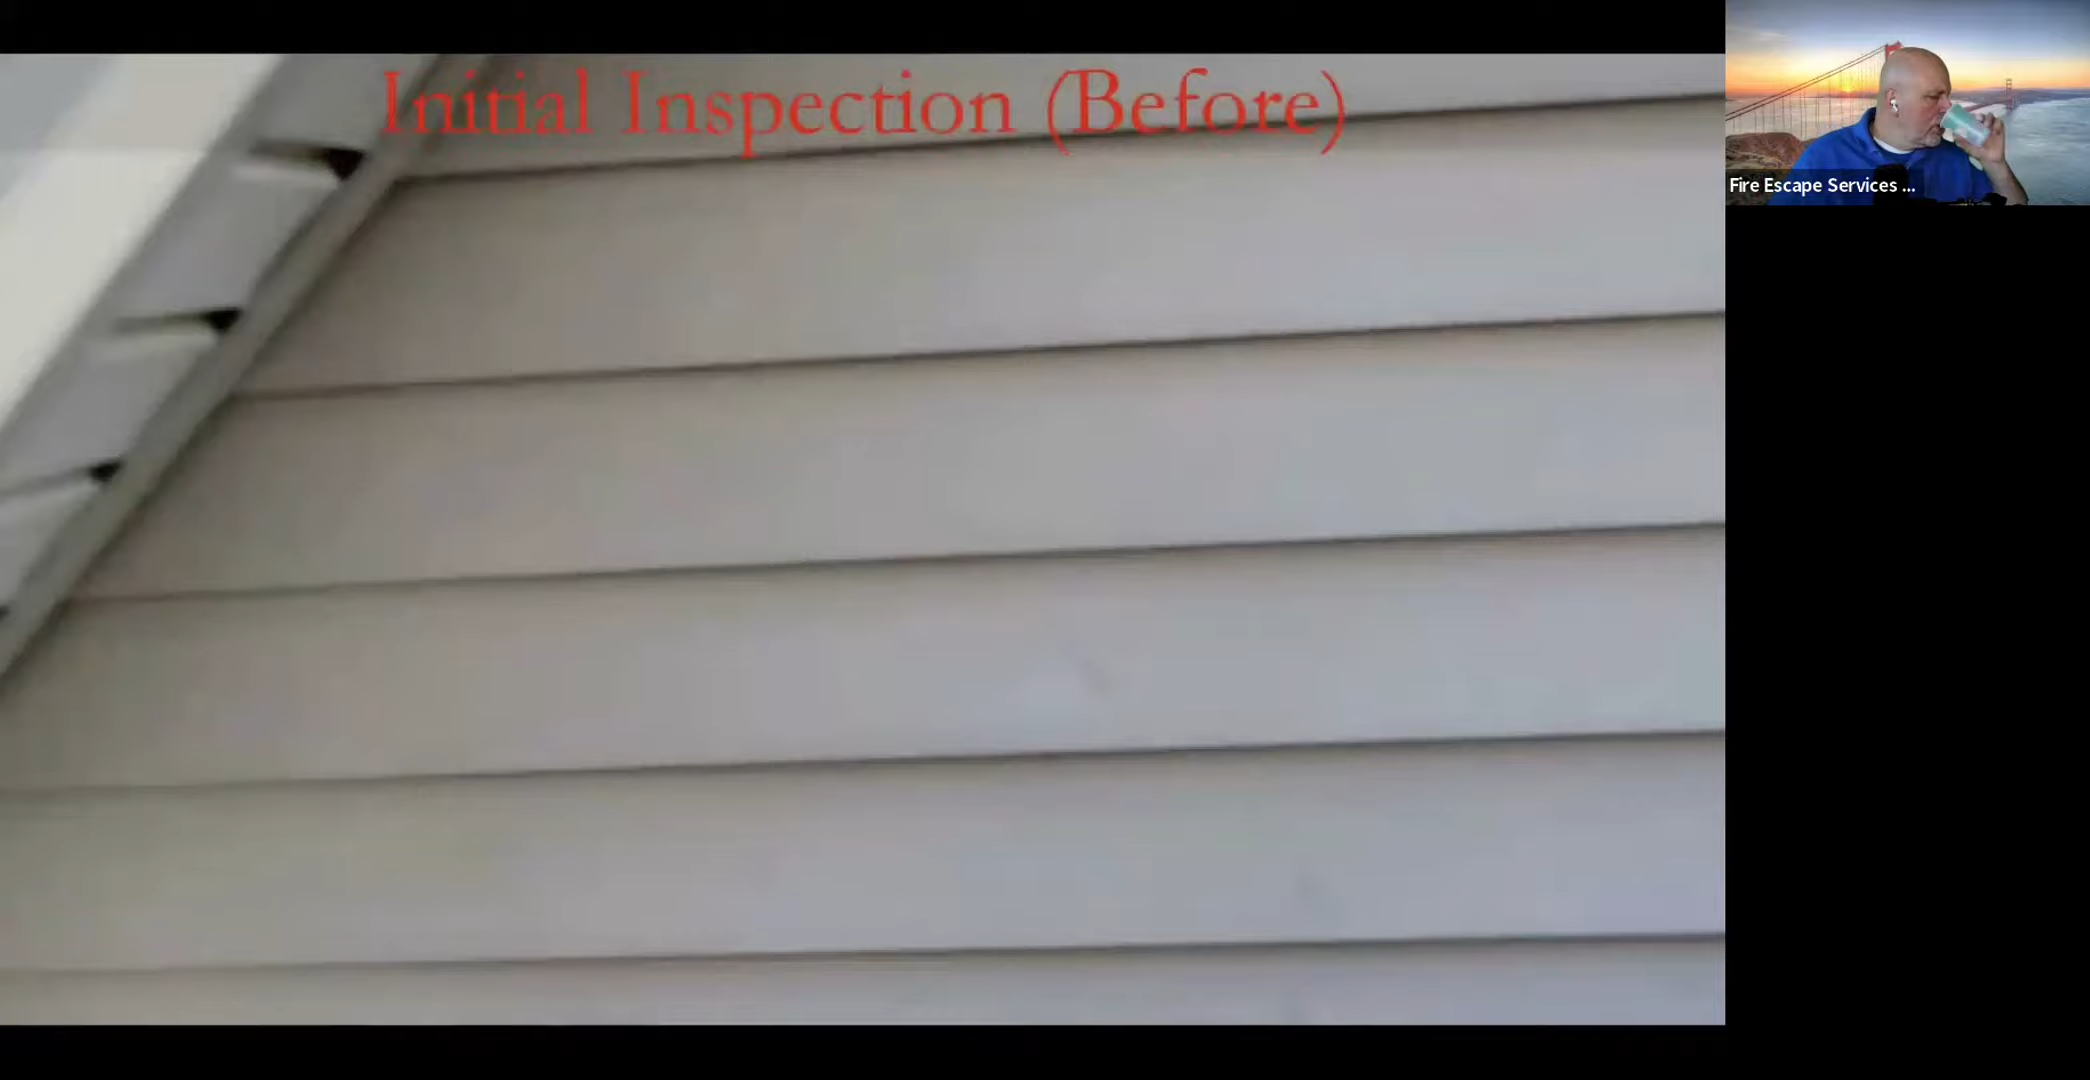 Initial Inspection (Before)
Fire Escape Services ...